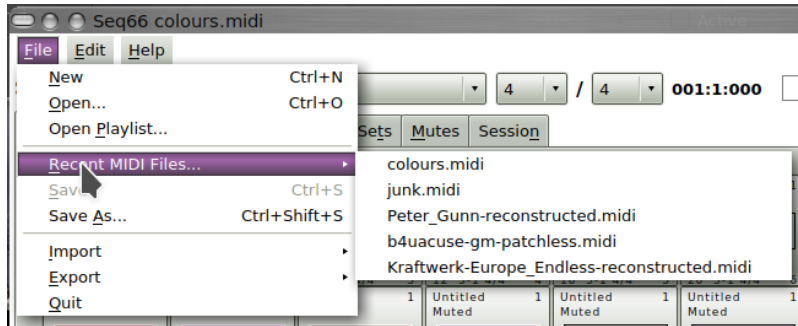 Seq66 colours.midi Active
File Edit Help
New Ctrl+N
Open... Ctrl+O
Open Playlist...
Recent MIDI Files...
Save Ctrl+S
Save As... Ctrl+Shift+S
Import
Export
Quit
4 / 4 001:1:000
Sets Mutes Session
colours.midi
junk.midi
Peter_Gunn-reconstructed.midi
b4uacuse-gm-patchless.midi
Kraftwerk-Europe_Endless-reconstructed.midi
1 Untitled 1 Untitled 1 Untitled 1
Muted Muted Muted